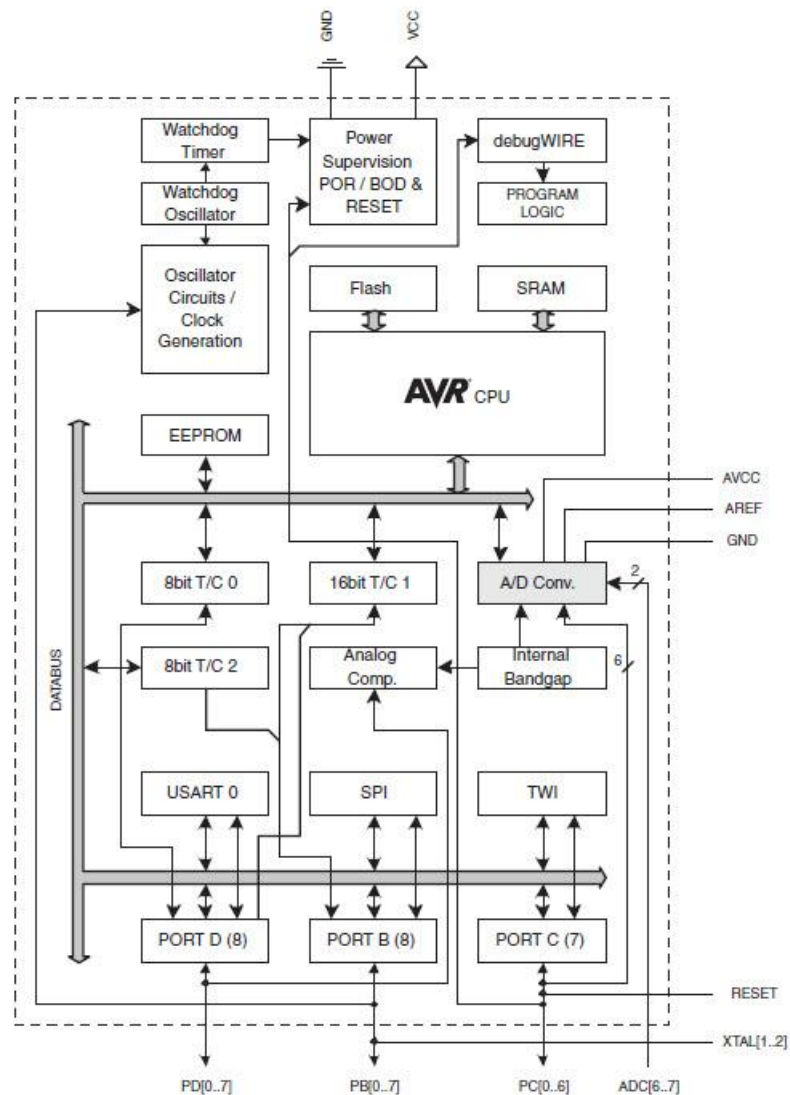 GND
VCC
Watchdog
Timer
Power
Supervision
POR / BOD &
RESET
debugWIRE
Watchdog
Oscillator
PROGRAM
LOGIC
Oscillator
Circuits /
Clock
Generation
Flash
SRAM
AVR® CPU
EEPROM
AVCC
AREF
GND
8bit T/C 0
16bit T/C 1
A/D Conv.
2
DATABUS
8bit T/C 2
Analog
Comp.
Internal
Bandgap
6
USART 0
SPI
TWI
PORT D (8)
PORT B (8)
PORT C (7)
RESET
XTAL[1..2]
PD[0..7]
PB[0..7]
PC[0..6]
ADC[6..7]